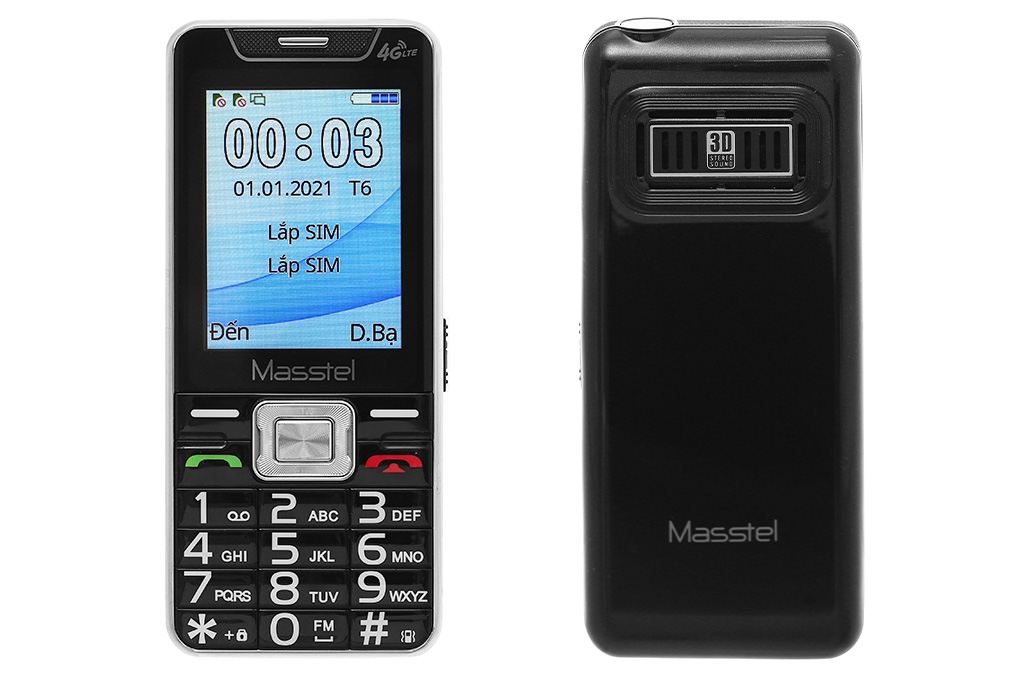 4G LTE
00:03
01.01.2021 T6
Lắp SIM
Lắp SIM
Đến D.Bạ
Masstel
1 2 ABC 3 DEF
4 GHI 5 JKL 6 MNO
7 PQRS 8 TUV 9 WXYZ
* + 0 FM #
3D
STEREO
SOUND
Masstel